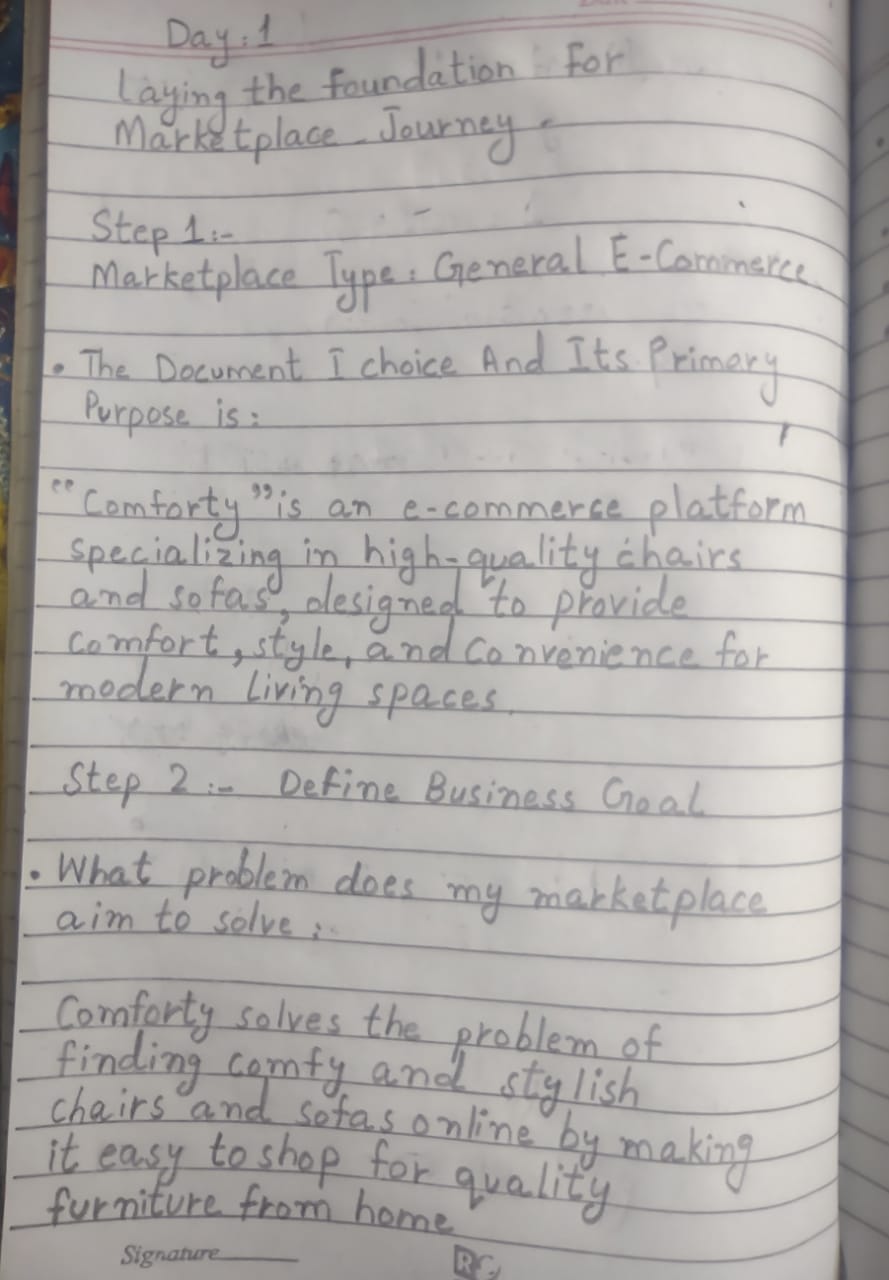 Day:1
Laying the foundation for
Marketplace Journey.
Step 1:-
Marketplace Type: General E-Commerce
• The Document I choice And Its Primary
Purpose is:
"Comforty" is an e-commerce platform
specializing in high-quality chairs
and sofas, designed to provide
comfort, style, and convenience for
modern living spaces.
Step 2:- Define Business Goal
• What problem does my marketplace
aim to solve:
Comforty solves the problem of
finding comfy and stylish
chairs and sofas online by making
it easy to shop for quality
furniture from home
Signature